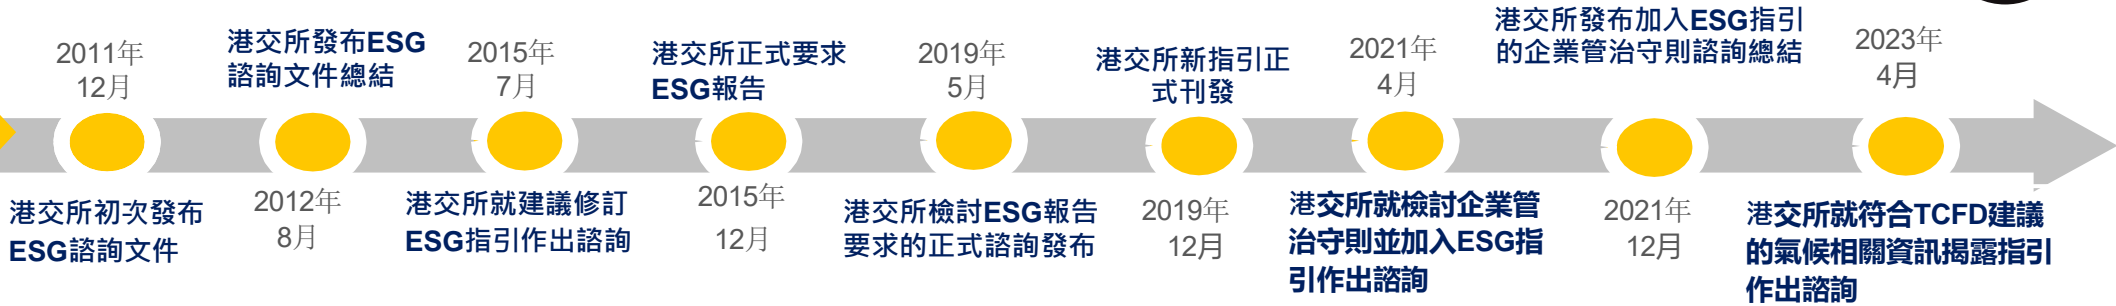 2011年
12月
港交所初次發布
ESG諮詢文件
港交所發布ESG
諮詢文件總結
2012年
8月
2015年
7月
港交所就建議修訂
ESG指引作出諮詢
港交所正式要求
ESG報告
2015年
12月
2019年
5月
港交所檢討ESG報告
要求的正式諮詢發布
港交所新指引正
式刊發
2019年
12月
2021年
4月
港交所就檢討企業管
治守則並加入ESG指
引作出諮詢
港交所發布加入ESG指引
的企業管治守則諮詢總結
2021年
12月
2023年
4月
港交所就符合TCFD建議
的氣候相關資訊揭露指引
作出諮詢